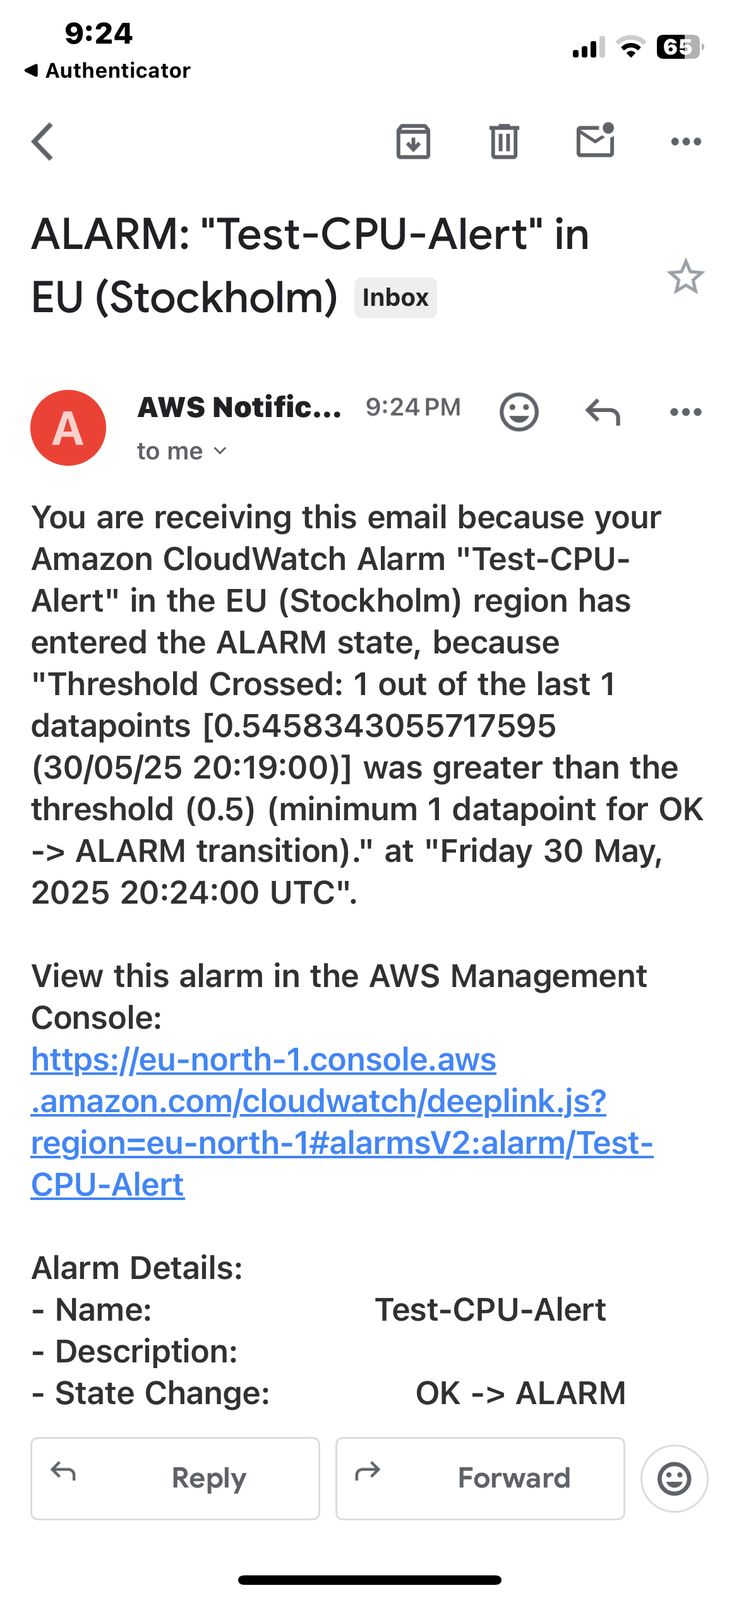 9:24
65
◀ Authenticator
ALARM: "Test-CPU-Alert" in
EU (Stockholm) Inbox
A
AWS Notific... 9:24 PM
to me
You are receiving this email because your
Amazon CloudWatch Alarm "Test-CPU-
Alert" in the EU (Stockholm) region has
entered the ALARM state, because
"Threshold Crossed: 1 out of the last 1
datapoints [0.5458343055717595
(30/05/25 20:19:00)] was greater than the
threshold (0.5) (minimum 1 datapoint for OK
-> ALARM transition)." at "Friday 30 May,
2025 20:24:00 UTC".
View this alarm in the AWS Management
Console:
https://eu-north-1.console.aws
.amazon.com/cloudwatch/deeplink.js?
region=eu-north-1#alarmsV2:alarm/Test-
CPU-Alert
Alarm Details:
- Name: Test-CPU-Alert
- Description:
- State Change: OK -> ALARM
Reply Forward